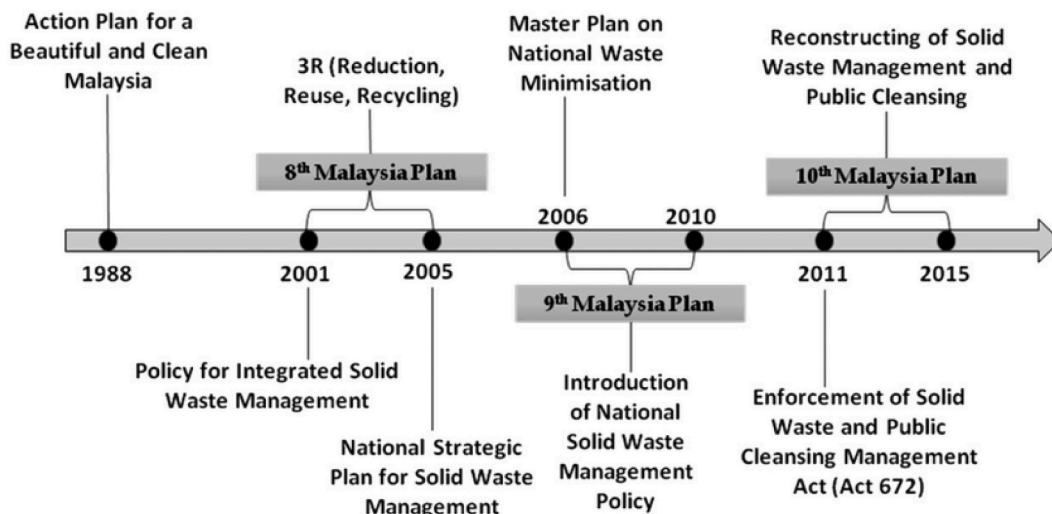 Action Plan for a
Beautiful and Clean
Malaysia
3R (Reduction,
Reuse, Recycling)
Master Plan on
National Waste
Minimisation
Reconstructing of Solid
Waste Management and
Public Cleansing
8th Malaysia Plan
10th Malaysia Plan
2006
2010
1988
2001
2005
2011
2015
9th Malaysia Plan
Policy for Integrated Solid
Waste Management
National Strategic
Plan for Solid Waste
Management
Introduction
of National
Solid Waste
Management
Policy
Enforcement of Solid
Waste and Public
Cleansing Management
Act (Act 672)